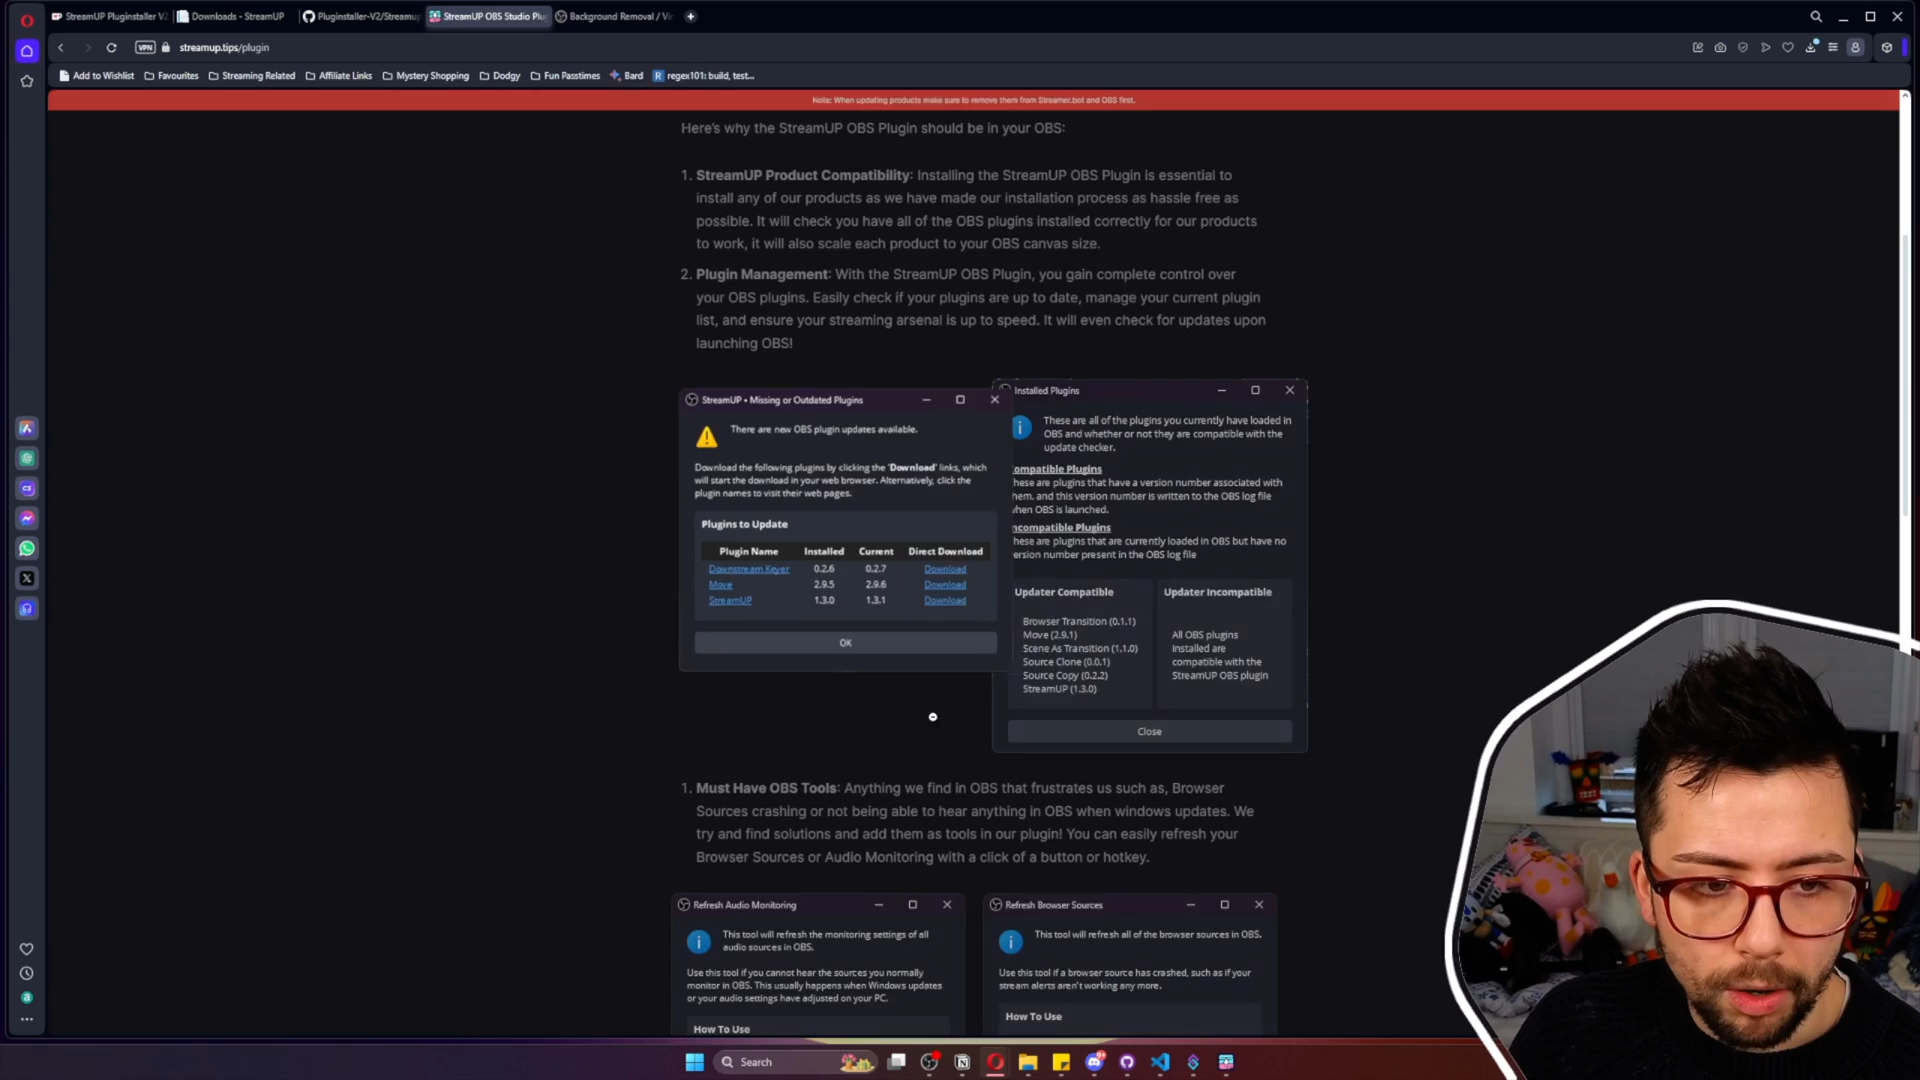 StreamUP Pluginstaller V2
Downloads - StreamUP
Pluginstaller-V2/Streamup
StreamUP OBS Studio Plu
Background Removal / Vi
VPN
streamup.tips/plugin
Add to Wishlist
Favourites
Streaming Related
Affiliate Links
Mystery Shopping
Dodgy
Fun Passtimes
Bard
regex101: build, test...
Note: When updating products make sure to remove them from Streamer.bot and OBS first.
Here's why the StreamUP OBS Plugin should be in your OBS:
1. StreamUP Product Compatibility: Installing the StreamUP OBS Plugin is essential to
install any of our products as we have made our installation process as hassle free as
possible. It will check you have all of the OBS plugins installed correctly for our products
to work, it will also scale each product to your OBS canvas size.
2. Plugin Management: With the StreamUP OBS Plugin, you gain complete control over
your OBS plugins. Easily check if your plugins are up to date, manage your current plugin
list, and ensure your streaming arsenal is up to speed. It will even check for updates upon
launching OBS!
StreamUP • Missing or Outdated Plugins
There are new OBS plugin updates available.
Download the following plugins by clicking the 'Download' links, which
will start the download in your web browser. Alternatively, click the
plugin names to visit their web pages.
Plugins to Update
Plugin Name Installed Current Direct Download
Downstream Keyer 0.2.6 0.2.7 Download
Move 2.9.5 2.9.6 Download
StreamUP 1.3.0 1.3.1 Download
OK
Installed Plugins
These are all of the plugins you currently have loaded in
OBS and whether or not they are compatible with the
update checker.
ompatible Plugins
hese are plugins that have a version number associated with
hem. and this version number is written to the OBS log file
when OBS is launched.
ncompatible Plugins
hese are plugins that are currently loaded in OBS but have no
version number present in the OBS log file
Updater Compatible
Browser Transition (0.1.1)
Move (2.9.1)
Scene As Transition (1.1.0)
Source Clone (0.0.1)
Source Copy (0.2.2)
StreamUP (1.3.0)
Updater Incompatible
All OBS plugins
installed are
compatible with the
StreamUP OBS plugin
Close
1. Must Have OBS Tools: Anything we find in OBS that frustrates us such as, Browser
Sources crashing or not being able to hear anything in OBS when windows updates. We
try and find solutions and add them as tools in our plugin! You can easily refresh your
Browser Sources or Audio Monitoring with a click of a button or hotkey.
Refresh Audio Monitoring
This tool will refresh the monitoring settings of all
audio sources in OBS.
Use this tool if you cannot hear the sources you normally
monitor in OBS. This usually happens when Windows updates
or your audio settings have adjusted on your PC.
How To Use
Refresh Browser Sources
This tool will refresh all of the browser sources in OBS.
Use this tool if a browser source has crashed, such as if your
stream alerts aren't working any more.
How To Use
Search